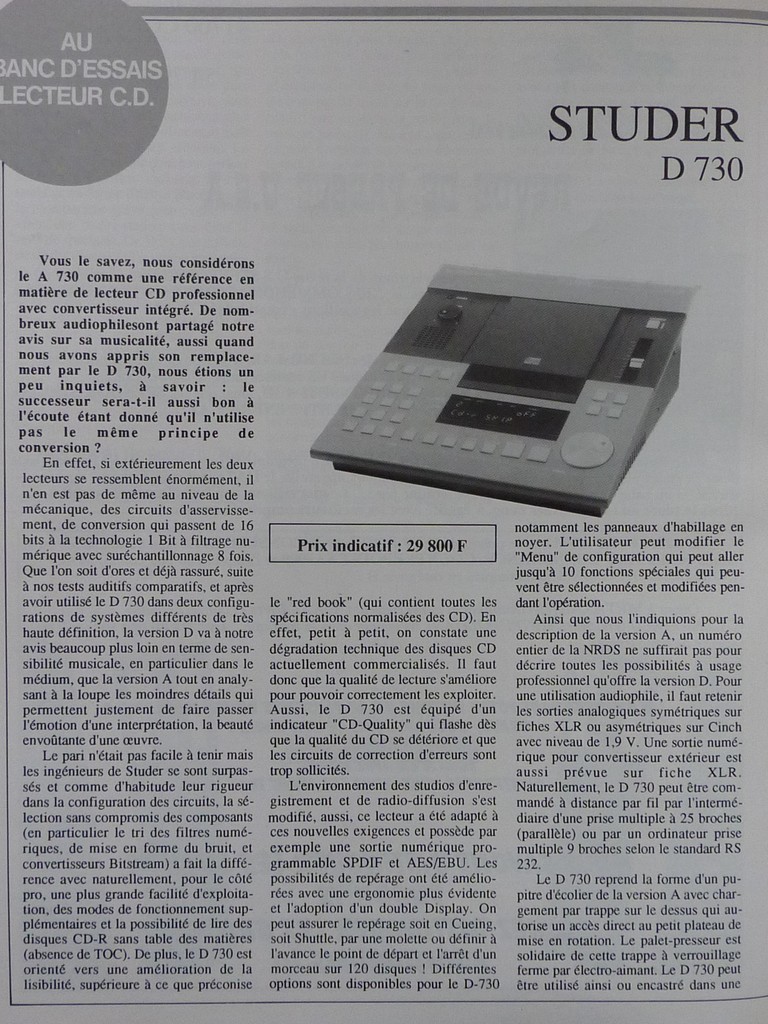 AU
BANC D'ESSAIS
LECTEUR C.D.
STUDER
D 730
Vous le savez, nous considérons
le A 730 comme une référence en
matière de lecteur CD professionnel
avec convertisseur intégré. De nom-
breux audiophilesont partagé notre
avis sur sa musicalité, aussi quand
nous avons appris son remplace-
ment par le D 730, nous étions un
peu inquiets, à savoir : le
successeur sera-t-il aussi bon à
l'écoute étant donné qu'il n'utilise
pas le même principe de
conversion ?
En effet, si extérieurement les deux
lecteurs se ressemblent énormément, il
n'en est pas de même au niveau de la
mécanique, des circuits d'asservisse-
ment, de conversion qui passent de 16
bits à la technologie 1 Bit à filtrage nu-
mérique avec suréchantillonnage 8 fois.
Que l'on soit d'ores et déjà rassuré, suite
à nos tests auditifs comparatifs, et après
avoir utilisé le D 730 dans deux configu-
rations de systèmes différents de très
haute définition, la version D va à notre
avis beaucoup plus loin en terme de sen-
sibilité musicale, en particulier dans le
médium, que la version A tout en analy-
sant à la loupe les moindres détails qui
permettent justement de faire passer
l'émotion d'une interprétation, la beauté
envoûtante d'une œuvre.
Le pari n'était pas facile à tenir mais
les ingénieurs de Studer se sont surpas-
sés et comme d'habitude leur rigueur
dans la configuration des circuits, la sé-
lection sans compromis des composants
(en particulier le tri des filtres numé-
riques, de mise en forme du bruit, et
convertisseurs Bitstream) a fait la diffé-
rence avec naturellement, pour le côté
pro, une plus grande facilité d'exploita-
tion, des modes de fonctionnement sup-
plémentaires et la possibilité de lire des
disques CD-R sans table des matières
(absence de TOC). De plus, le D 730 est
orienté vers une amélioration de la
lisibilité, supérieure à ce que préconise
Prix indicatif : 29 800 F
le "red book" (qui contient toutes les
spécifications normalisées des CD). En
effet, petit à petit, on constate une
dégradation technique des disques CD
actuellement commercialisés. Il faut
donc que la qualité de lecture s'améliore
pour pouvoir correctement les exploiter.
Aussi, le D 730 est équipé d'un
indicateur "CD-Quality" qui flashe dès
que la qualité du CD se détériore et que
les circuits de correction d'erreurs sont
trop sollicités.
L'environnement des studios d'enre-
gistrement et de radio-diffusion s'est
modifié, aussi, ce lecteur a été adapté à
ces nouvelles exigences et possède par
exemple une sortie numérique pro-
grammable SPDIF et AES/EBU. Les
possibilités de repérage ont été amélio-
rées avec une ergonomie plus évidente
et l'adoption d'un double Display. On
peut assurer le repérage soit en Cueing,
soit Shuttle, par une molette ou définir à
l'avance le point de départ et l'arrêt d'un
morceau sur 120 disques ! Différentes
options sont disponibles pour le D-730
notamment les panneaux d'habillage en
noyer. L'utilisateur peut modifier le
"Menu" de configuration qui peut aller
jusqu'à 10 fonctions spéciales qui peu-
vent être sélectionnées et modifiées pen-
dant l'opération.
Ainsi que nous l'indiquions pour la
description de la version A, un numéro
entier de la NRDS ne suffirait pas pour
décrire toutes les possibilités à usage
professionnel qu'offre la version D. Pour
une utilisation audiophile, il faut retenir
les sorties analogiques symétriques sur
fiches XLR ou asymétriques sur Cinch
avec niveau de 1,9 V. Une sortie numé-
rique pour convertisseur extérieur est
aussi prévue sur fiche XLR.
Naturellement, le D 730 peut être com-
mandé à distance par fil par l'intermé-
diaire d'une prise multiple à 25 broches
(parallèle) ou par un ordinateur prise
multiple 9 broches selon le standard RS
232.
Le D 730 reprend la forme d'un pu-
pitre d'écolier de la version A avec char-
gement par trappe sur le dessus qui au-
torise un accès direct au petit plateau de
mise en rotation. Le palet-presseur est
solidaire de cette trappe à verrouillage
ferme par électro-aimant. Le D 730 peut
être utilisé ainsi ou encastré dans une